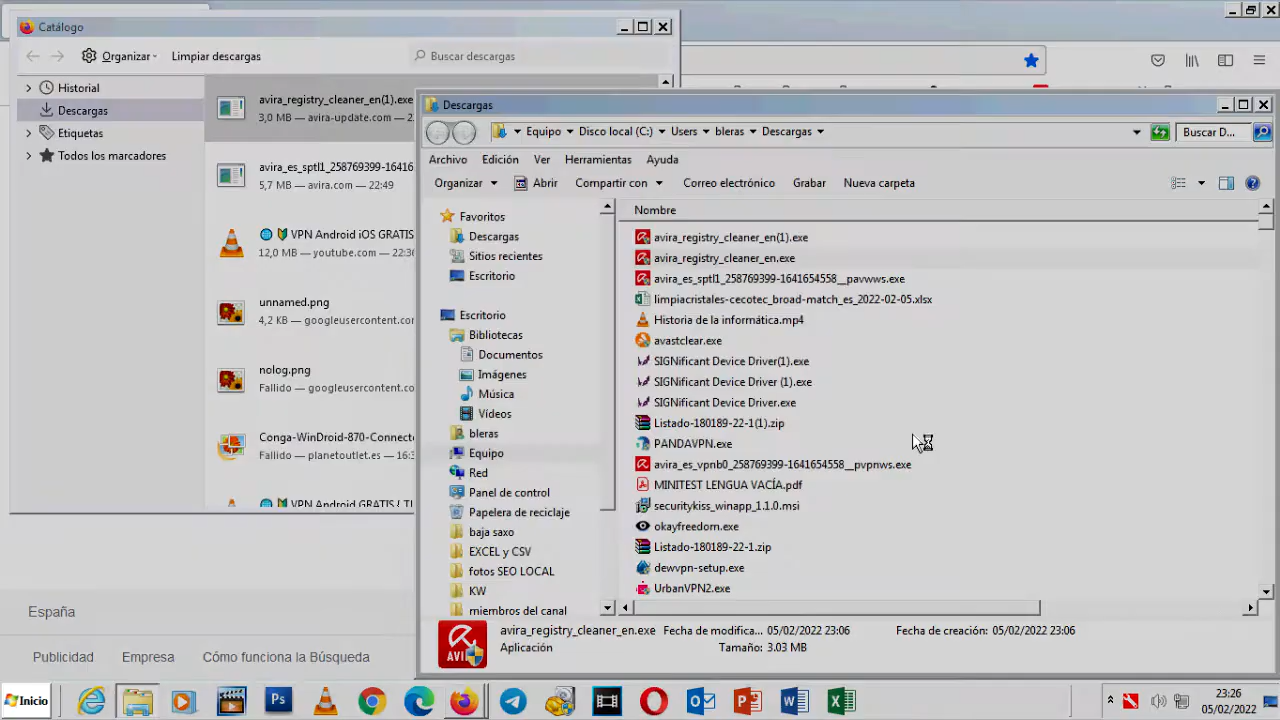 Catálogo
Organizar
Limpiar descargas
Buscar descargas
Historial
Descargas
Etiquetas
Todos los marcadores
avira_registry_cleaner_en(1).exe
3,0 MB — avira-update.com — 2
avira_es_sptl1_258769399-1641
5,7 MB — avira.com — 22:49
VPN Android iOS GRATIS
12,0 MB — youtube.com — 22:36
unnamed.png
4,2 KB — googleusercontent.com
nolog.png
Fallido — googleusercontent.com
Conga-WinDroid-870-Connecte
Fallido — planetoutlet.es — 16:3
VPN Android GRATIS
España
Publicidad
Empresa
Cómo funciona la Búsqueda
Descargas
Equipo
Disco local (C:)
Users
bleras
Descargas
Buscar D...
Archivo
Edición
Ver
Herramientas
Ayuda
Organizar
Abrir
Compartir con
Correo electrónico
Grabar
Nueva carpeta
Favoritos
Descargas
Sitios recientes
Escritorio
Escritorio
Bibliotecas
Documentos
Imágenes
Música
Vídeos
bleras
Equipo
Red
Panel de control
Papelera de reciclaje
baja saxo
EXCEL y CSV
fotos SEO LOCAL
KW
miembros del canal
Nombre
avira_registry_cleaner_en(1).exe
avira_registry_cleaner_en.exe
avira_es_sptl1_258769399-1641654558__pavwws.exe
limpiacristales-cecotec_broad-match_es_2022-02-05.xlsx
Historia de la informática.mp4
avastclear.exe
SIGNificant Device Driver(1).exe
SIGNificant Device Driver (1).exe
SIGNificant Device Driver.exe
Listado-180189-22-1(1).zip
PANDAVPN.exe
avira_es_vpnb0_258769399-1641654558__pvpnws.exe
MINITEST LENGUA VACÍA.pdf
securitykiss_winapp_1.1.0.msi
okayfreedom.exe
Listado-180189-22-1.zip
dewvpn-setup.exe
UrbanVPN2.exe
AVI
avira_registry_cleaner_en.exe
Fecha de modifica... 05/02/2022 23:06
Fecha de creación: 05/02/2022 23:06
Aplicación
Tamaño: 3.03 MB
Inicio
Ps
23:26
05/02/2022